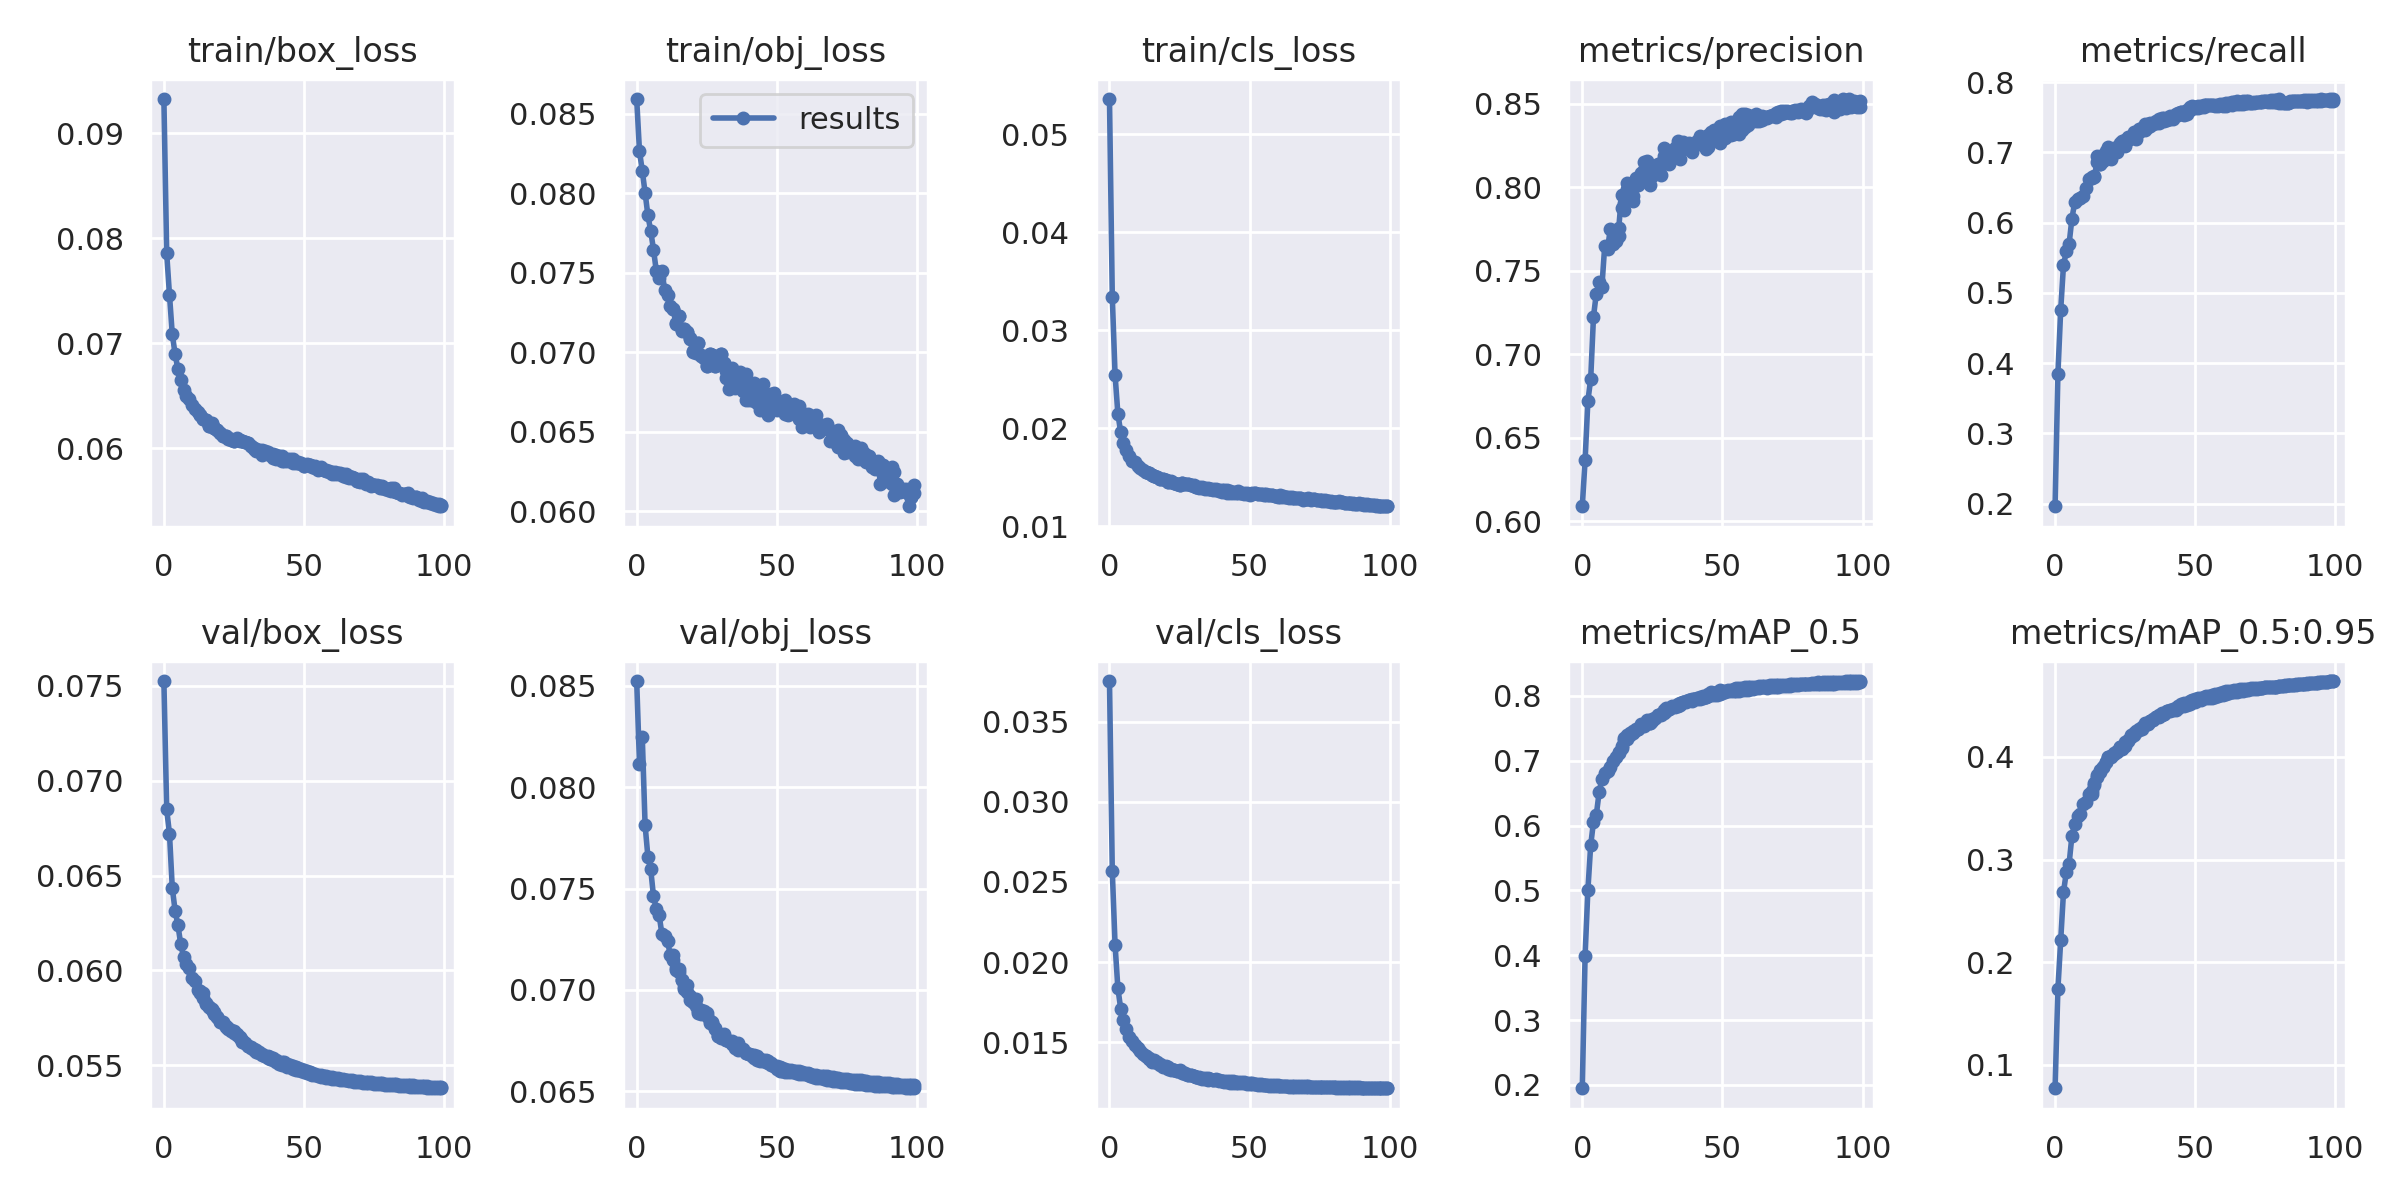 train/box_loss
0.09
0.08
0.07
0.06
0 50 100
train/obj_loss
results
0.085
0.080
0.075
0.070
0.065
0.060
0 50 100
train/cls_loss
0.05
0.04
0.03
0.02
0.01
0 50 100
metrics/precision
0.85
0.80
0.75
0.70
0.65
0.60
0 50 100
metrics/recall
0.8
0.7
0.6
0.5
0.4
0.3
0.2
0 50 100
val/box_loss
0.075
0.070
0.065
0.060
0.055
0 50 100
val/obj_loss
0.085
0.080
0.075
0.070
0.065
0 50 100
val/cls_loss
0.035
0.030
0.025
0.020
0.015
0 50 100
metrics/mAP_0.5
0.8
0.7
0.6
0.5
0.4
0.3
0.2
0 50 100
metrics/mAP_0.5:0.95
0.4
0.3
0.2
0.1
0 50 100